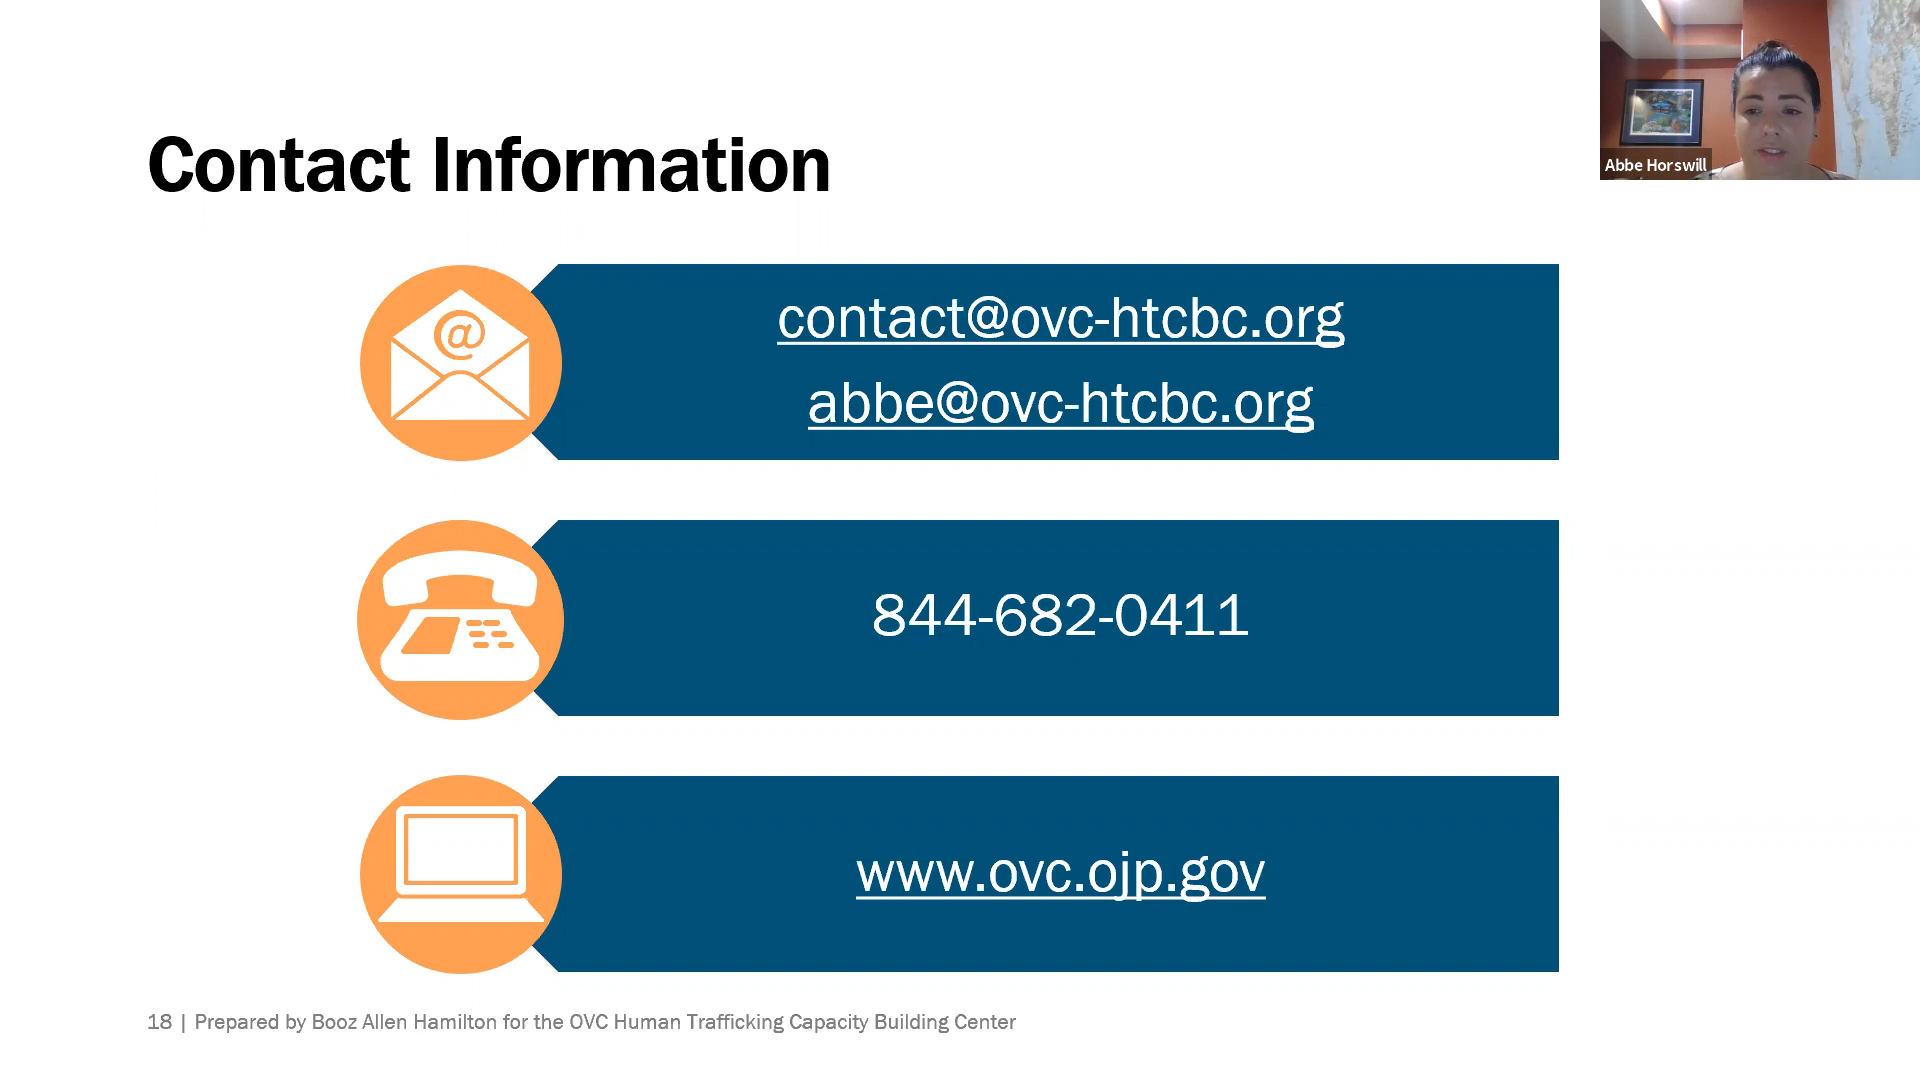 Contact Information
Abbe Horswill
@
contact@ovc-htcbc.org
abbe@ovc-htcbc.org
844-682-0411
www.ovc.ojp.gov
18 | Prepared by Booz Allen Hamilton for the OVC Human Trafficking Capacity Building Center